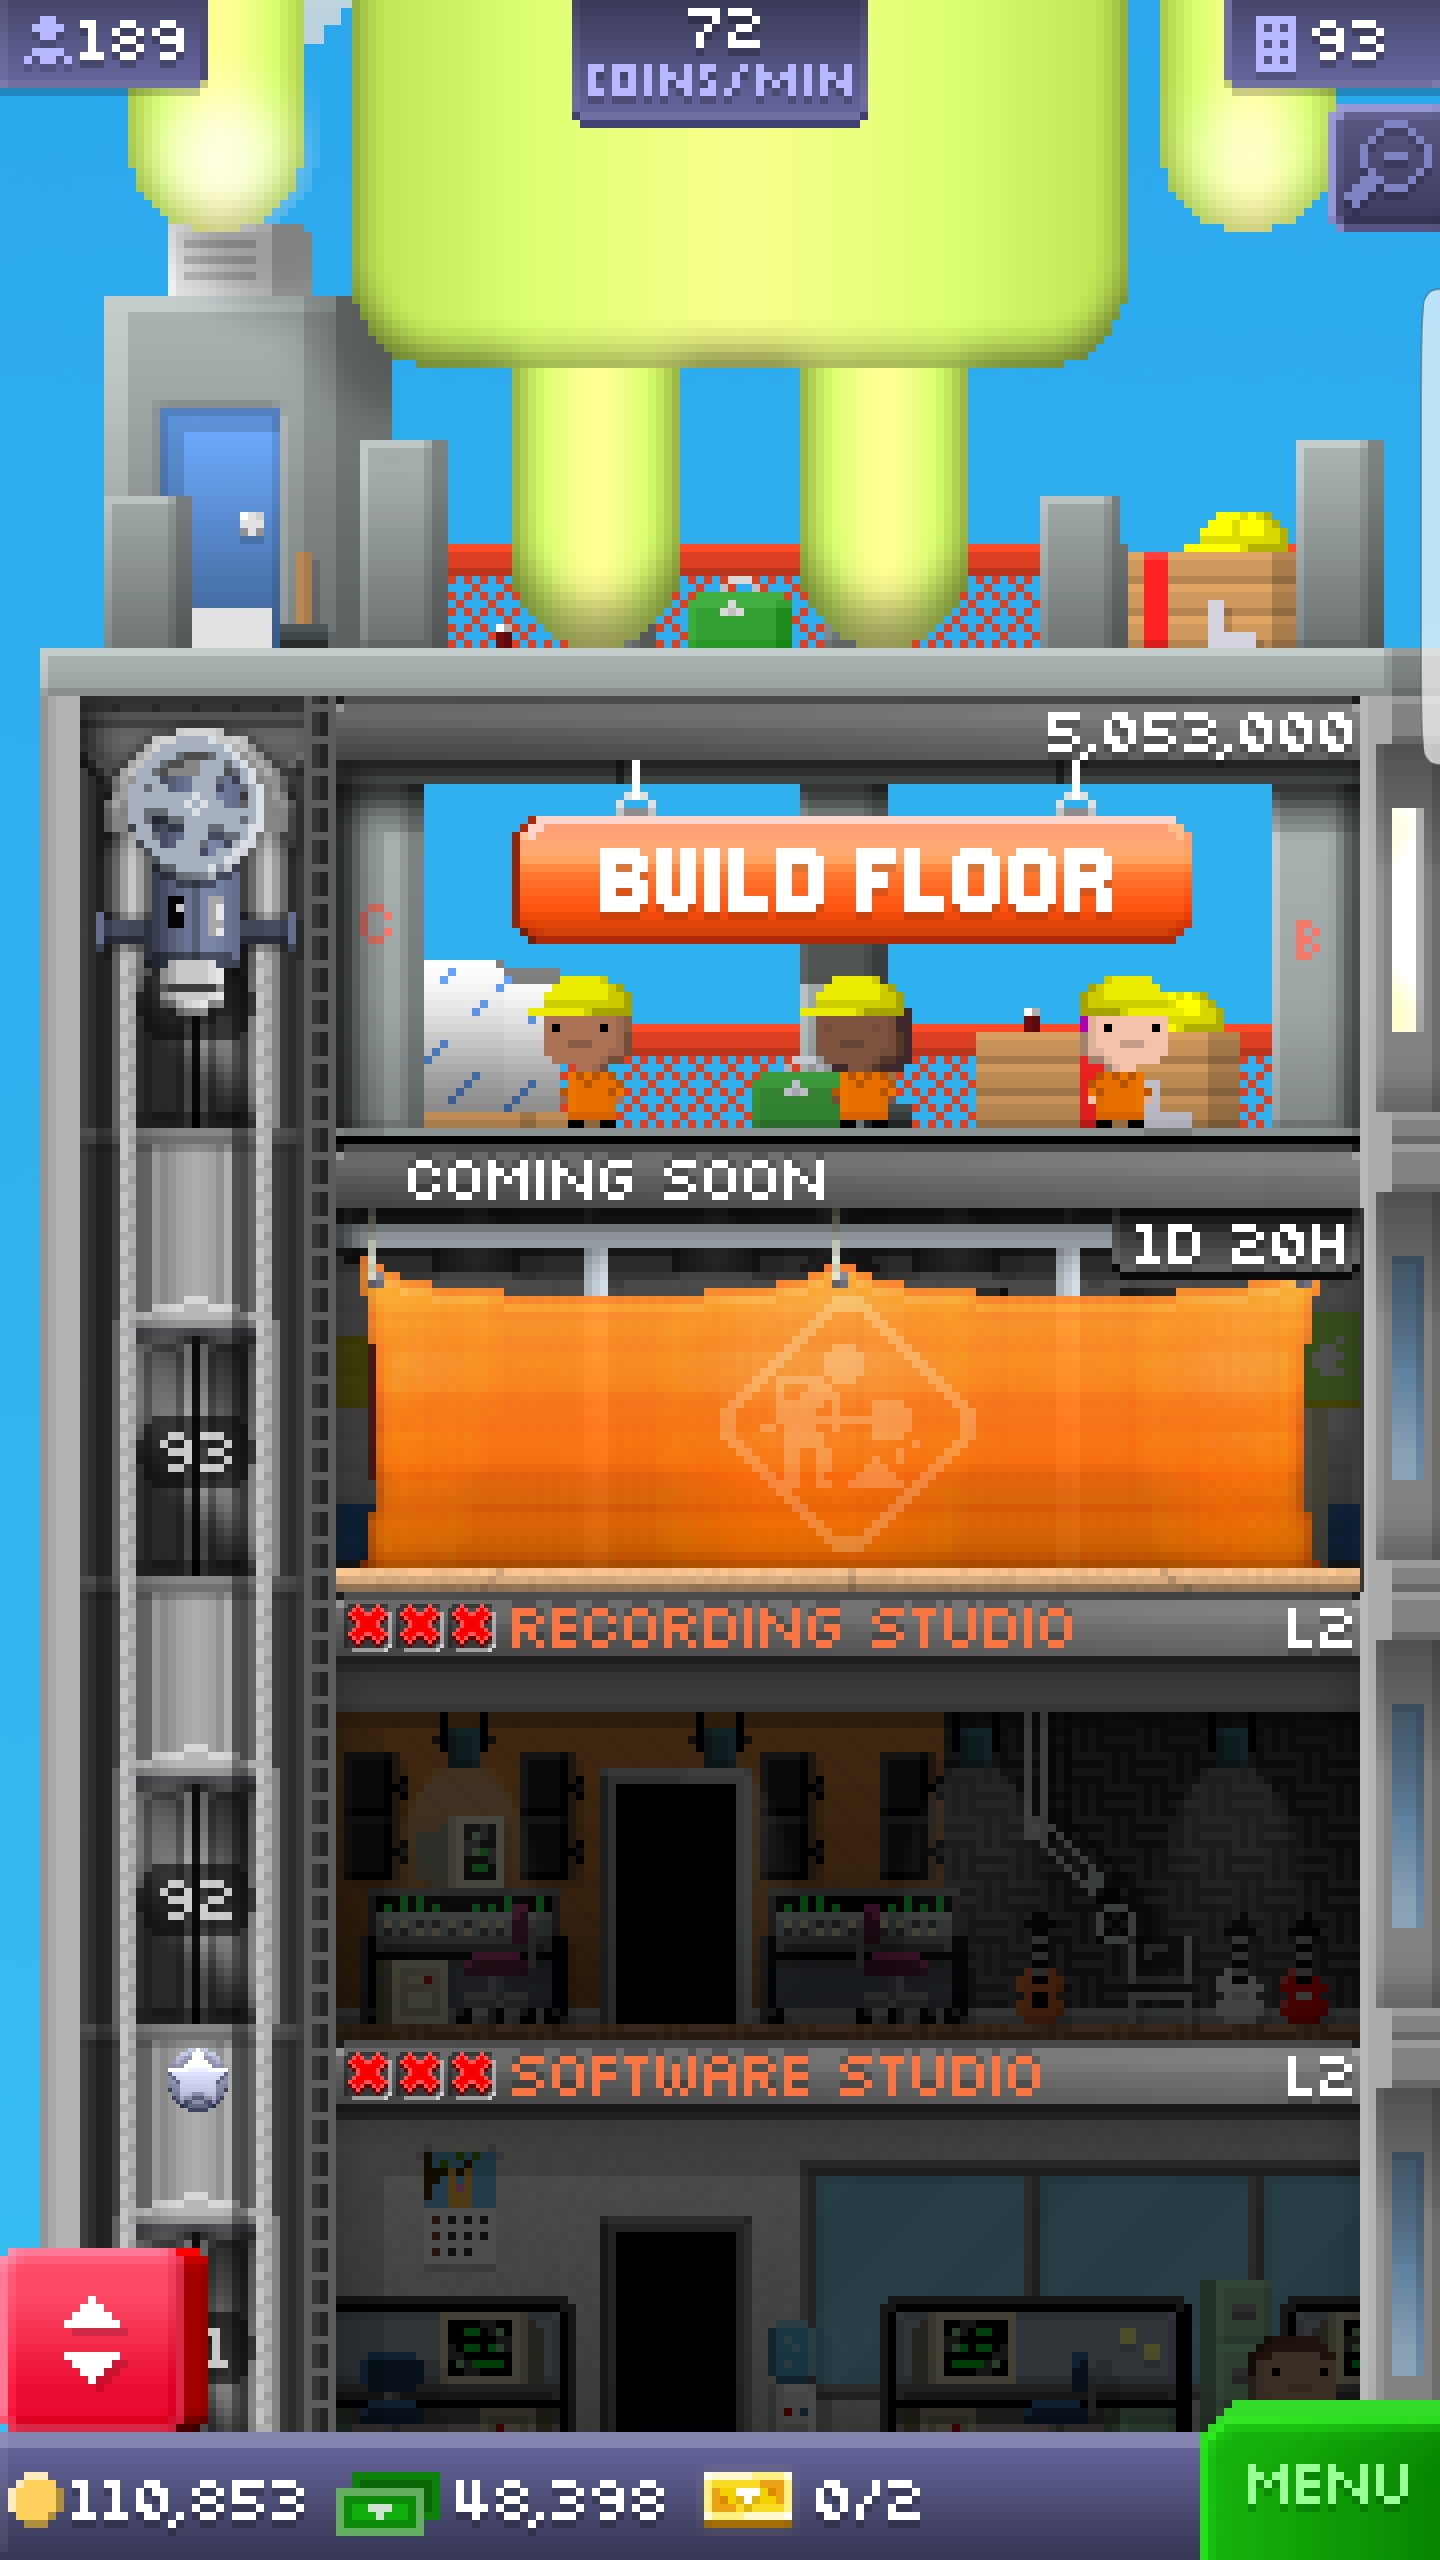 189
72
COINS/MIN
93
5,053,000
BUILD FLOOR
C
B
COMING SOON
1D 20H
93
RECORDING STUDIO L2
92
SOFTWARE STUDIO L2
1
110,853 48,398 0/2
MENU